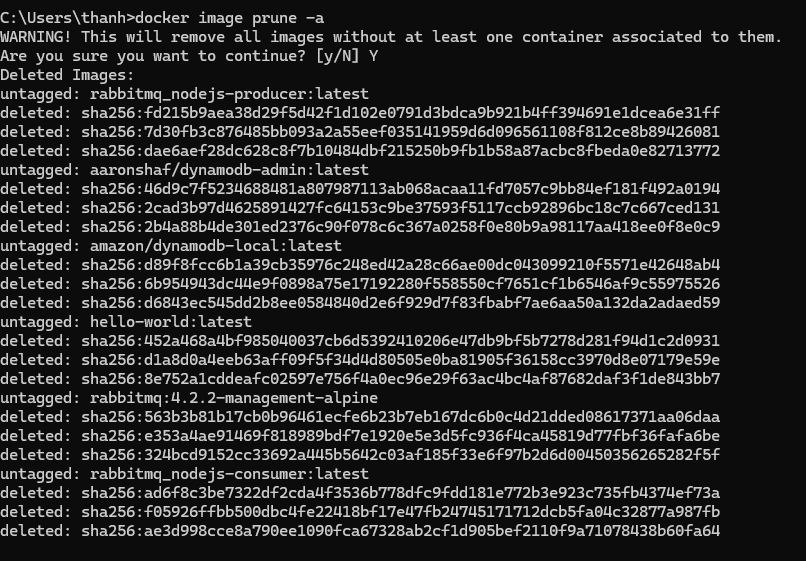 C:\Users\thanh>docker image prune -a
WARNING! This will remove all images without at least one container associated to them.
Are you sure you want to continue? [y/N] Y
Deleted Images:
untagged: rabbitmq_nodejs-producer:latest
deleted: sha256:fd215b9aea38d29f5d42f1d102e0791d3bdca9b921b4ff394691e1dcea6e31ff
deleted: sha256:7d30fb3c876485bb093a2a55eef035141959d6d096561108f812ce8b89426081
deleted: sha256:dae6aef28dc628c8f7b10484dbf215250b9fb1b58a87acbc8fbeda0e82713772
untagged: aaronshaf/dynamodb-admin:latest
deleted: sha256:46d9c7f5234688481a807987113ab068acaa11fd7057c9bb84ef181f492a0194
deleted: sha256:2cad3b97d4625891427fc64153c9be37593f5117ccb92896bc18c7c667ced131
deleted: sha256:2b4a88b4de301ed2376c90f078c6c367a0258f0e80b9a98117aa418ee0f8e0c9
untagged: amazon/dynamodb-local:latest
deleted: sha256:d89f8fcc6b1a39cb35976c248ed42a28c66ae00dc043099210f5571e42648ab4
deleted: sha256:6b954943dc44e9f0898a75e17192280f558550cf7651cf1b6546af9c55975526
deleted: sha256:d6843ec545dd2b8ee0584840d2e6f929d7f83fbabf7ae6aa50a132da2adaed59
untagged: hello-world:latest
deleted: sha256:452a468a4bf985040037cb6d5392410206e47db9bf5b7278d281f94d1c2d0931
deleted: sha256:d1a8d0a4eeb63aff09f5f34d4d80505e0ba81905f36158cc3970d8e07179e59e
deleted: sha256:8e752a1cddeafc02597e756f4a0ec96e29f63ac4bc4af87682daf3f1de843bb7
untagged: rabbitmq:4.2.2-management-alpine
deleted: sha256:563b3b81b17cb0b96461ecfe6b23b7eb167dc6b0c4d21dded08617371aa06daa
deleted: sha256:e353a4ae91469f818989bdf7e1920e5e3d5fc936f4ca45819d77fbf36fafa6be
deleted: sha256:324bcd9152cc33692a445b5642c03af185f33e6f97b2d6d00450356265282f5f
untagged: rabbitmq_nodejs-consumer:latest
deleted: sha256:ad6f8c3be7322df2cda4f3536b778dfc9fdd181e772b3e923c735fb4374ef73a
deleted: sha256:f05926ffbb500dbc4fe22418bf17e47fb24745171712dcb5fa04c32877a987fb
deleted: sha256:ae3d998cce8a790ee1090fca67328ab2cf1d905bef2110f9a71078438b60fa64